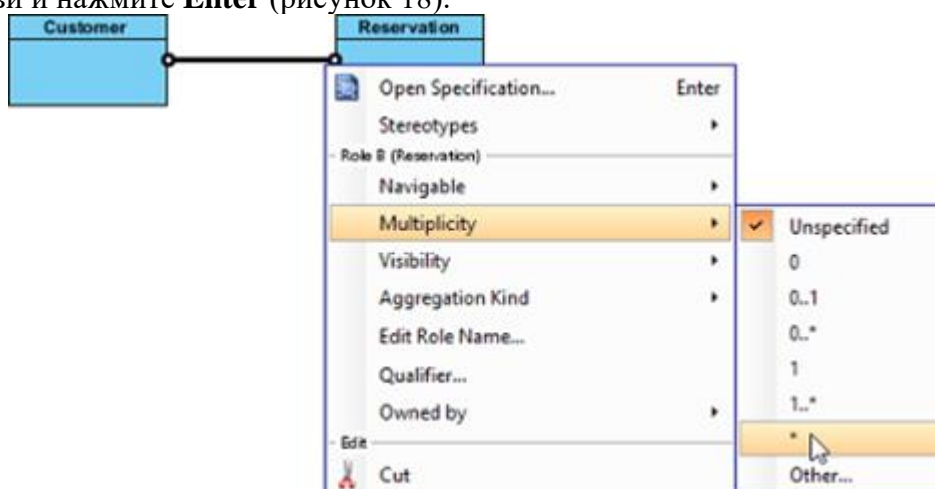 и нажмите Enter (рисунок 18).
Customer
Reservation
Open Specification... Enter
Stereotypes
Role B (Reservation)
Navigable
Multiplicity
Unspecified
Visibility
0
Aggregation Kind
0..1
Edit Role Name...
0..*
Qualifier...
1
Owned by
1..*
Edit
*
Cut
Other...